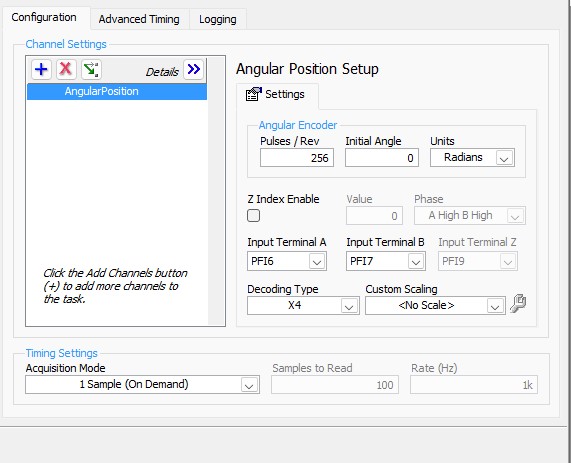 Configuration
Advanced Timing
Logging
Channel Settings
Details
AngularPosition
Click the Add Channels button
(+) to add more channels to
the task.
Angular Position Setup
Settings
Angular Encoder
Pulses / Rev
Initial Angle
Units
256
0
Radians
Z Index Enable
Value
Phase
0
A High B High
Input Terminal A
Input Terminal B
Input Terminal Z
PFI6
PFI7
PFI9
Decoding Type
Custom Scaling
X4
<No Scale>
Timing Settings
Acquisition Mode
Samples to Read
Rate (Hz)
1 Sample (On Demand)
100
1k